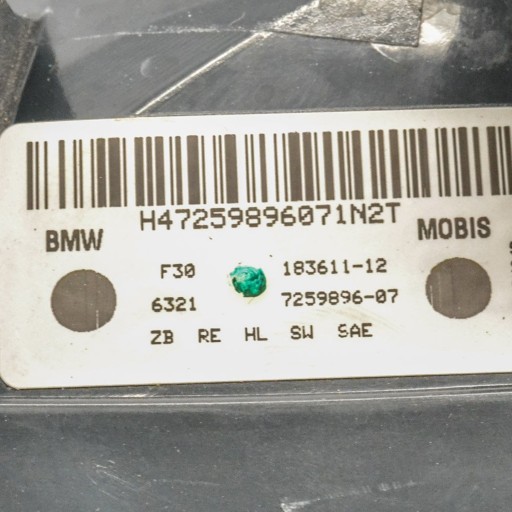 H47259896071N2T
BMW MOBIS
F30 183611-12
6321 7259896-07
ZB RE HL SW SAE